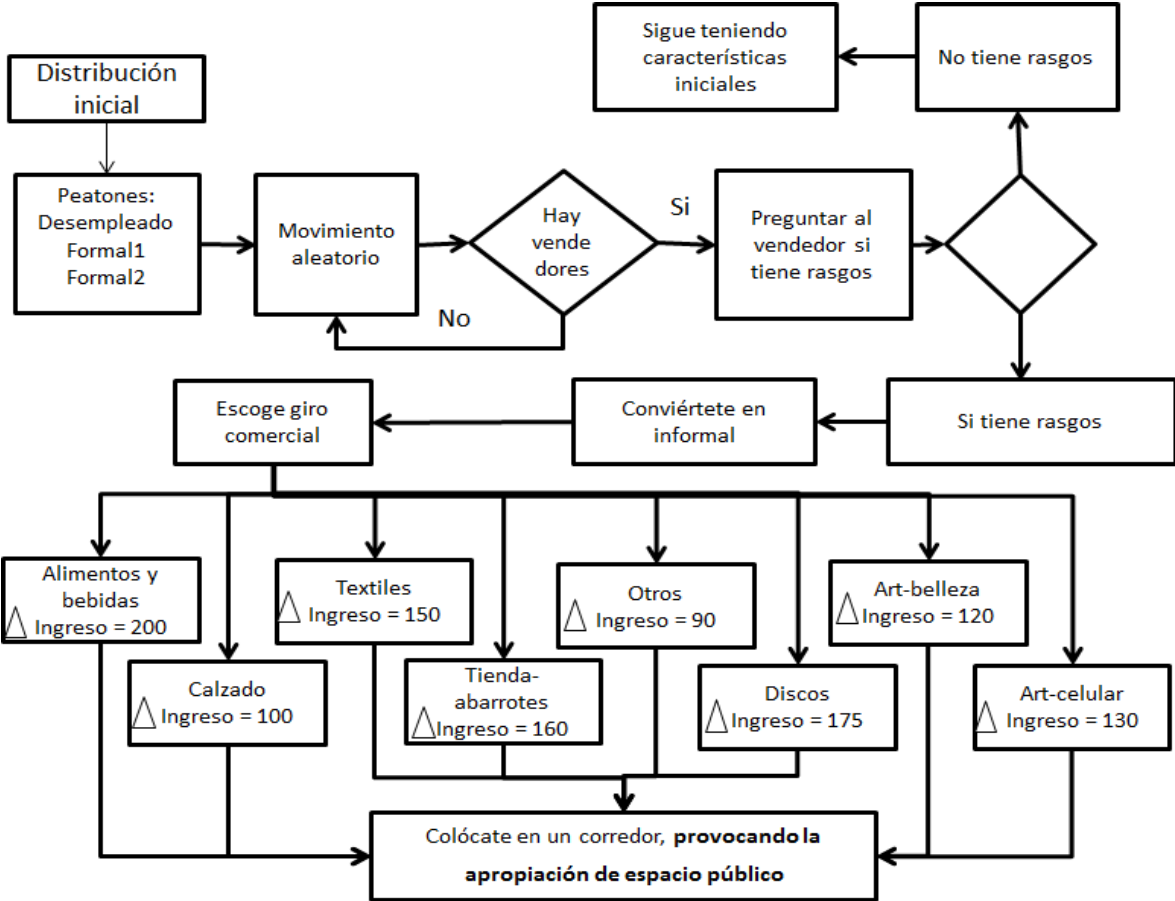 Distribución
inicial
Peatones:
Desempleado
Formal1
Formal2
Movimiento
aleatorio
Hay
vende
dores
Si
No
Preguntar al
vendedor si
tiene rasgos
No tiene rasgos
Sigue teniendo
características
iniciales
Si tiene rasgos
Conviértete en
informal
Escoge giro
comercial
Alimentos y
bebidas
△ Ingreso = 200
Calzado
△ Ingreso = 100
Textiles
△ Ingreso = 150
Tienda-
abarrotes
△ Ingreso = 160
Otros
△ Ingreso = 90
Discos
△ Ingreso = 175
Art-belleza
△ Ingreso = 120
Art-celular
△ Ingreso = 130
Colócate en un corredor, provocando la
apropiación de espacio público